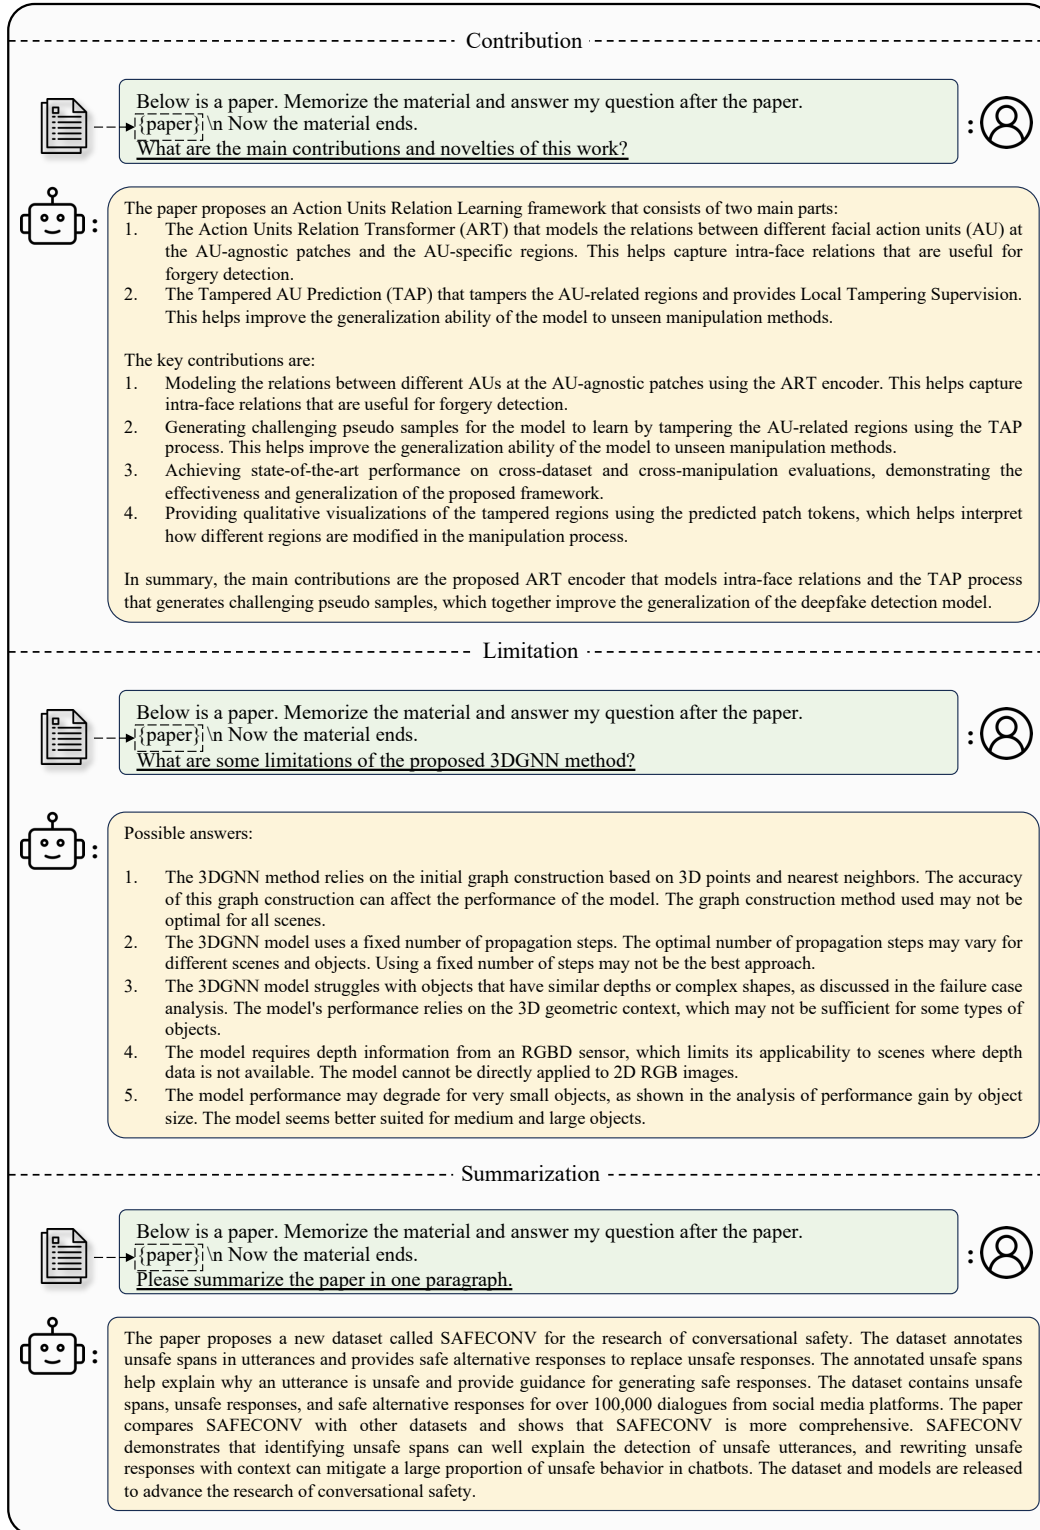 Contribution
Below is a paper. Memorize the material and answer my question after the paper.
{paper} \n Now the material ends.
What are the main contributions and novelties of this work?
:
:
The paper proposes an Action Units Relation Learning framework that consists of two main parts:
1. The Action Units Relation Transformer (ART) that models the relations between different facial action units (AU) at
the AU-agnostic patches and the AU-specific regions. This helps capture intra-face relations that are useful for
forgery detection.
2. The Tampered AU Prediction (TAP) that tampers the AU-related regions and provides Local Tampering Supervision.
This helps improve the generalization ability of the model to unseen manipulation methods.
The key contributions are:
1. Modeling the relations between different AUs at the AU-agnostic patches using the ART encoder. This helps capture
intra-face relations that are useful for forgery detection.
2. Generating challenging pseudo samples for the model to learn by tampering the AU-related regions using the TAP
process. This helps improve the generalization ability of the model to unseen manipulation methods.
3. Achieving state-of-the-art performance on cross-dataset and cross-manipulation evaluations, demonstrating the
effectiveness and generalization of the proposed framework.
4. Providing qualitative visualizations of the tampered regions using the predicted patch tokens, which helps interpret
how different regions are modified in the manipulation process.
In summary, the main contributions are the proposed ART encoder that models intra-face relations and the TAP process
that generates challenging pseudo samples, which together improve the generalization of the deepfake detection model.
Limitation
Below is a paper. Memorize the material and answer my question after the paper.
{paper} \n Now the material ends.
What are some limitations of the proposed 3DGNN method?
:
:
Possible answers:
1. The 3DGNN method relies on the initial graph construction based on 3D points and nearest neighbors. The accuracy
of this graph construction can affect the performance of the model. The graph construction method used may not be
optimal for all scenes.
2. The 3DGNN model uses a fixed number of propagation steps. The optimal number of propagation steps may vary for
different scenes and objects. Using a fixed number of steps may not be the best approach.
3. The 3DGNN model struggles with objects that have similar depths or complex shapes, as discussed in the failure case
analysis. The model's performance relies on the 3D geometric context, which may not be sufficient for some types of
objects.
4. The model requires depth information from an RGBD sensor, which limits its applicability to scenes where depth
data is not available. The model cannot be directly applied to 2D RGB images.
5. The model performance may degrade for very small objects, as shown in the analysis of performance gain by object
size. The model seems better suited for medium and large objects.
Summarization
Below is a paper. Memorize the material and answer my question after the paper.
{paper} \n Now the material ends.
Please summarize the paper in one paragraph.
:
:
The paper proposes a new dataset called SAFECONV for the research of conversational safety. The dataset annotates
unsafe spans in utterances and provides safe alternative responses to replace unsafe responses. The annotated unsafe spans
help explain why an utterance is unsafe and provide guidance for generating safe responses. The dataset contains unsafe
spans, unsafe responses, and safe alternative responses for over 100,000 dialogues from social media platforms. The paper
compares SAFECONV with other datasets and shows that SAFECONV is more comprehensive. SAFECONV
demonstrates that identifying unsafe spans can well explain the detection of unsafe utterances, and rewriting unsafe
responses with context can mitigate a large proportion of unsafe behavior in chatbots. The dataset and models are released
to advance the research of conversational safety.